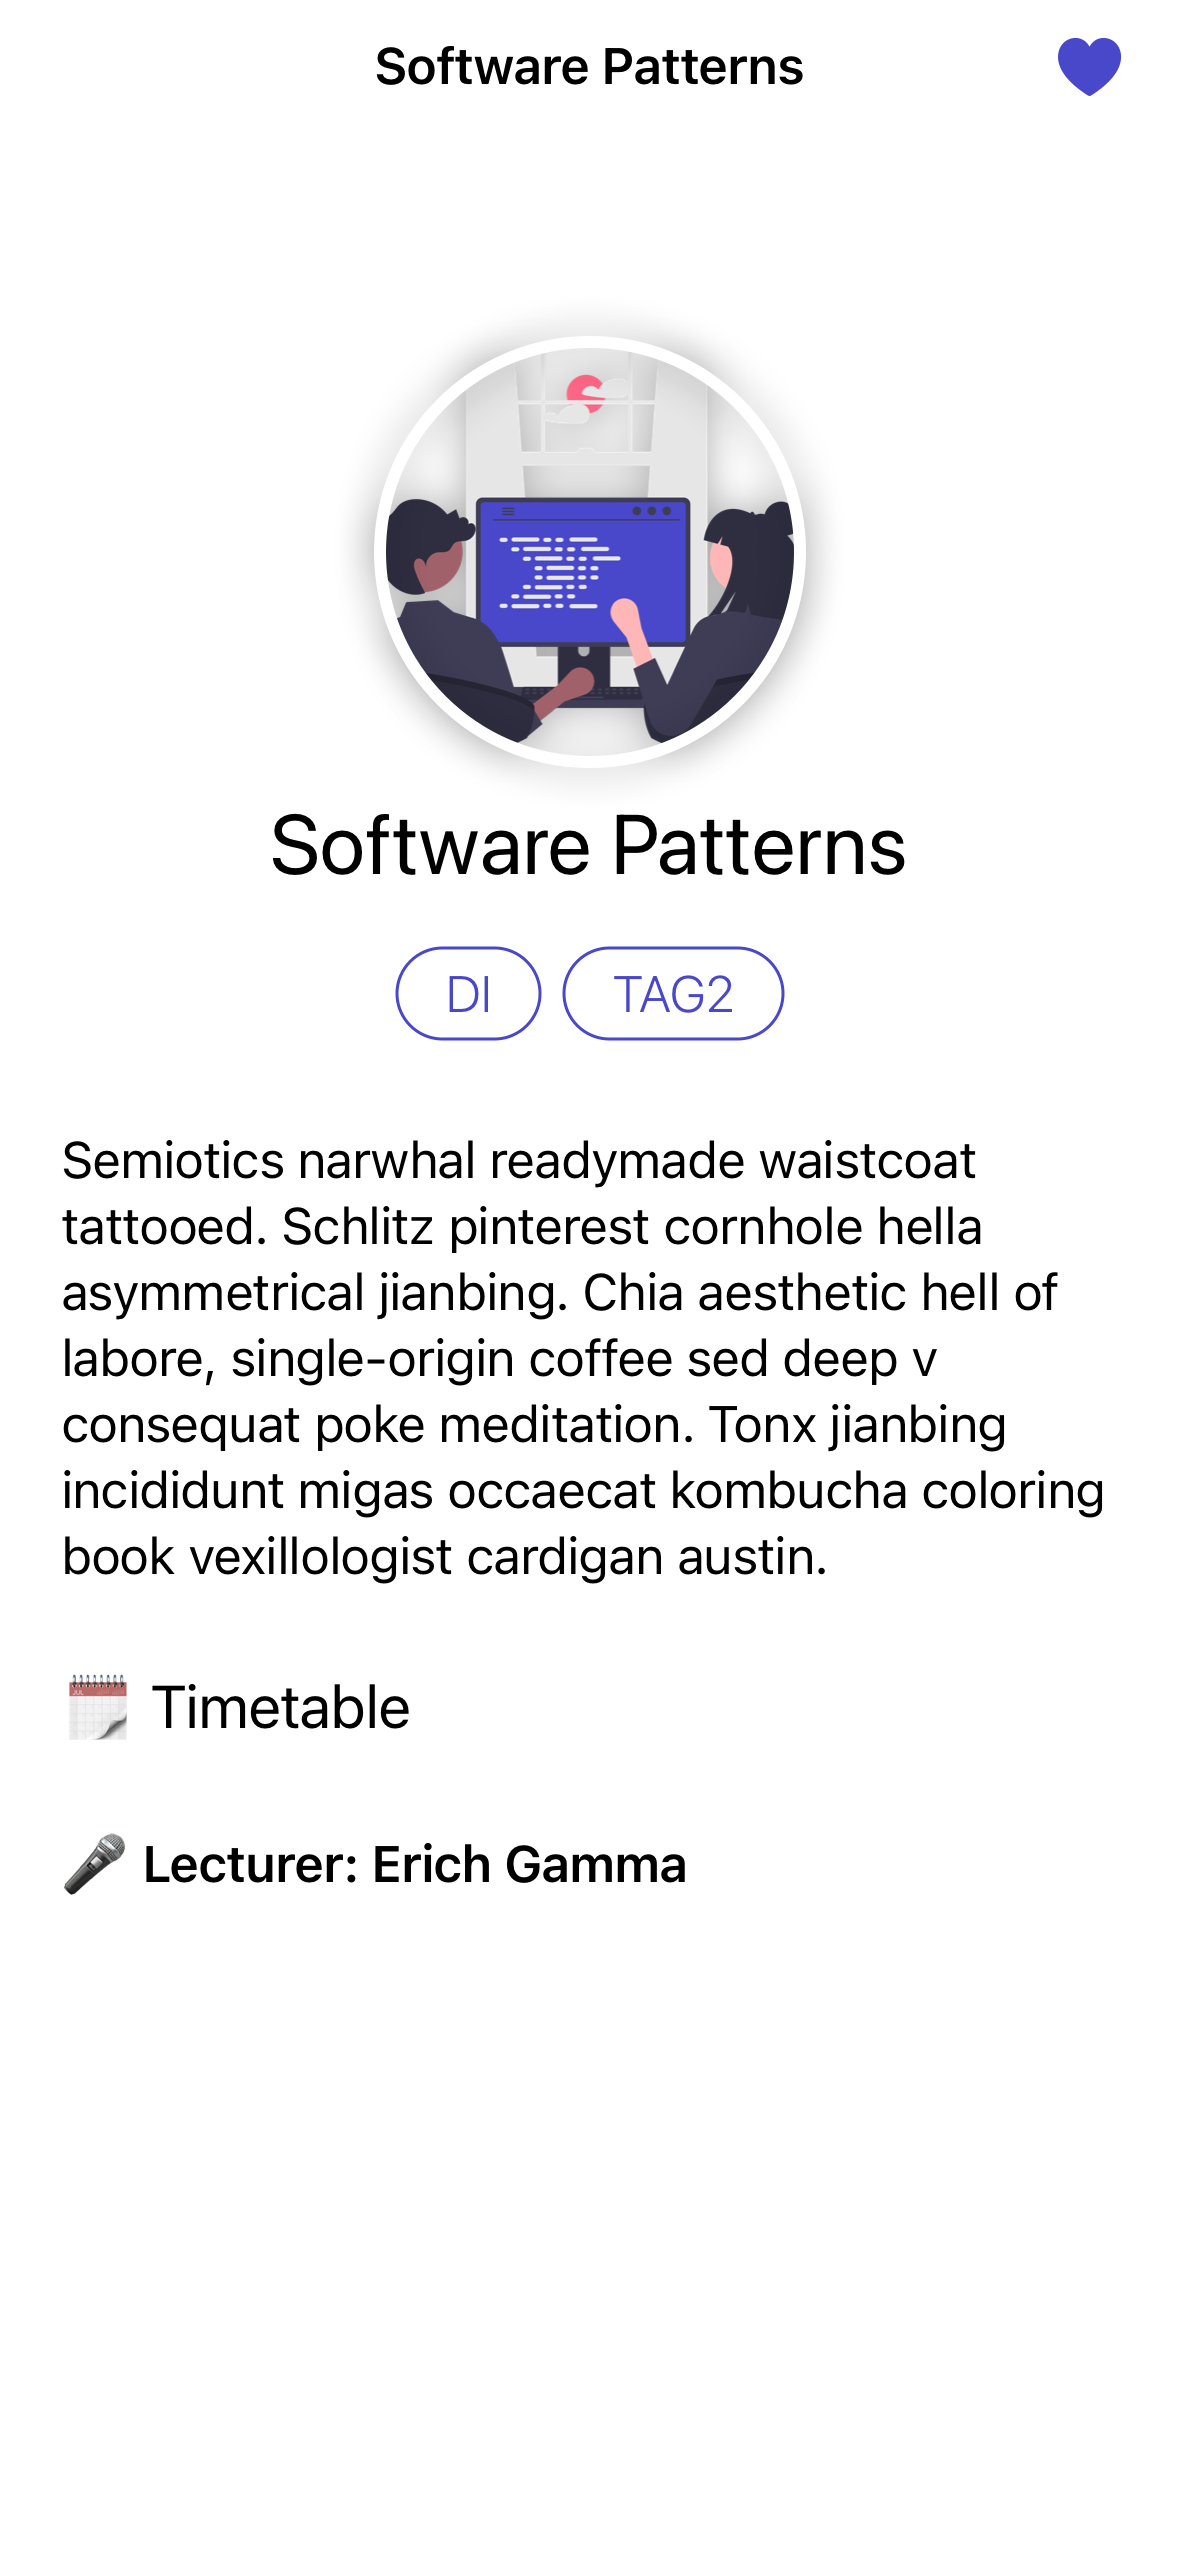 Software Patterns
Software Patterns
DI
TAG2
Semiotics narwhal readymade waistcoat
tattooed. Schlitz pinterest cornhole hella
asymmetrical jianbing. Chia aesthetic hell of
labore, single-origin coffee sed deep v
consequat poke meditation. Tonx jianbing
incididunt migas occaecat kombucha coloring
book vexillologist cardigan austin.
JUL
Timetable
Lecturer: Erich Gamma